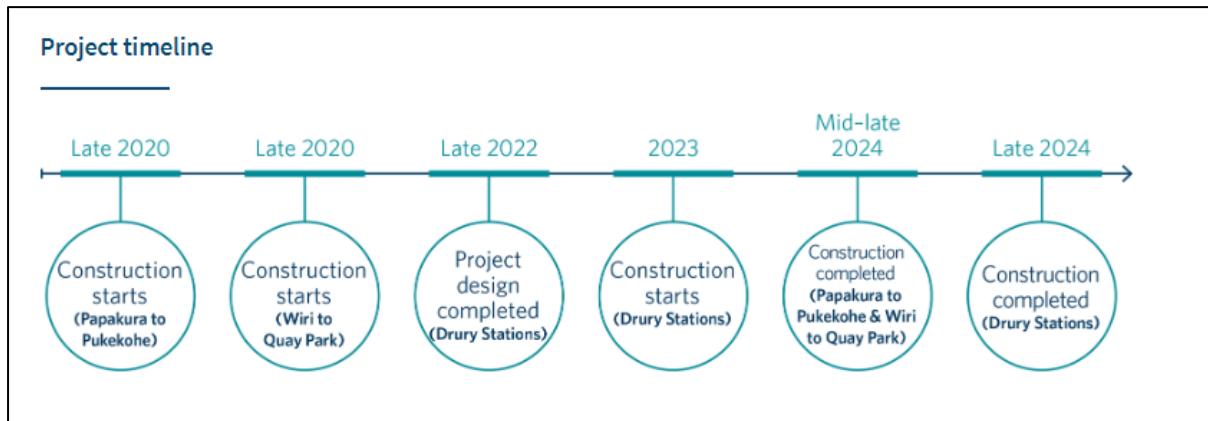 Project timeline
Late 2020
Late 2020
Late 2022
2023
Mid-late
2024
Late 2024
Construction
starts
(Papakura to
Pukekohe)
Construction
starts
(Wiri to
Quay Park)
Project
design
completed
(Drury Stations)
Construction
starts
(Drury Stations)
Construction
completed
(Papakura to
Pukekohe & Wiri
to Quay Park)
Construction
completed
(Drury Stations)